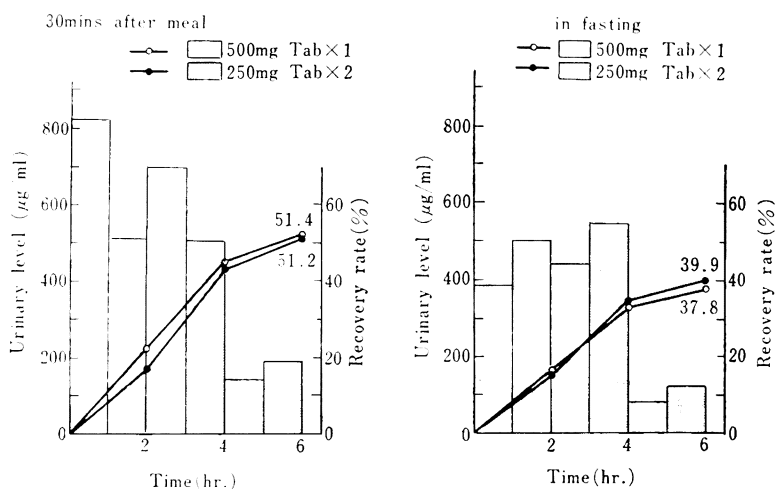 30mins after meal
500mg Tab×1
250mg Tab×2
Urinary level (μg/ml)
800
600
400
200
0
2
4
6
Time(hr.)
51.4
51.2
60
40
20
0
Recovery rate(%)
in fasting
500mg Tab×1
250mg Tab×2
Urinary level (μg/ml)
800
600
400
200
0
2
4
6
Time(hr.)
39.9
37.8
60
40
20
0
Recovery rate(%)